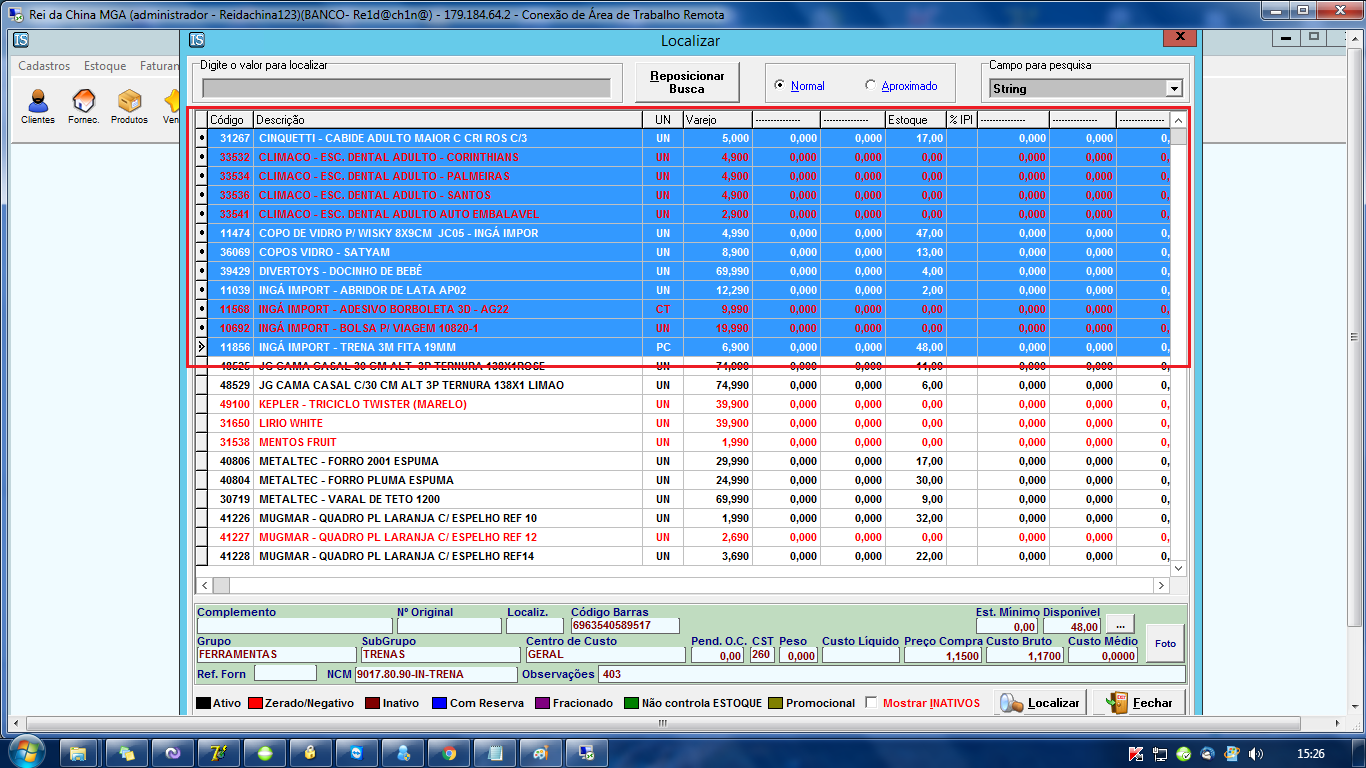 Rei da China MGA (administrador - Reidachina123)(BANCO- Re1d@ch1n@) - 179.184.64.2 - Conexão de Área de Trabalho Remota
IS
IS Localizar X
Cadastros Estoque Faturan
Digite o valor para localizar
Campo para pesquisa
Reposicionar
Busca
Normal Aproximado
String
Clientes Fornec. Produtos Ven
Código Descrição UN Varejo -------------- -------------- Estoque % IPI -------------- -------------- --------------
31267 CINQUETTI - CABIDE ADULTO MAIOR C CRI ROS C/3 UN 5,000 0,000 0,000 17,00 0,000 0,000 0,
33532 CLIMACO - ESC. DENTAL ADULTO - CORINTHIANS UN 4,900 0,000 0,000 0,00 0,000 0,000 0,
33534 CLIMACO - ESC. DENTAL ADULTO - PALMEIRAS UN 4,900 0,000 0,000 0,00 0,000 0,000 0,
33536 CLIMACO - ESC. DENTAL ADULTO - SANTOS UN 4,900 0,000 0,000 0,00 0,000 0,000 0,
33541 CLIMACO - ESC. DENTAL ADULTO AUTO EMBALAVEL UN 2,900 0,000 0,000 0,00 0,000 0,000 0,
11474 COPO DE VIDRO P/ WISKY 8X9CM  JC05 - INGÁ IMPOR UN 4,990 0,000 0,000 47,00 0,000 0,000 0,
36069 COPOS VIDRO - SATYAM UN 8,900 0,000 0,000 13,00 0,000 0,000 0,
39429 DIVERTOYS - DOCINHO DE BEBÊ UN 69,990 0,000 0,000 4,00 0,000 0,000 0,
11039 INGÁ IMPORT - ABRIDOR DE LATA AP02 UN 12,290 0,000 0,000 2,00 0,000 0,000 0,
11568 INGÁ IMPORT - ADESIVO BORBOLETA 3D - AG22 CT 9,990 0,000 0,000 0,00 0,000 0,000 0,
10692 INGÁ IMPORT - BOLSA P/ VIAGEM 10820-1 UN 19,990 0,000 0,000 0,00 0,000 0,000 0,
11856 INGÁ IMPORT - TRENA 3M FITA 19MM PC 6,900 0,000 0,000 48,00 0,000 0,000 0,
48529 JG CAMA CASAL C/30 CM ALT 3P TERNURA 138X1 LIMAO UN 74,990 0,000 0,000 6,00 0,000 0,000 0,
49100 KEPLER - TRICICLO TWISTER (MARELO) UN 39,900 0,000 0,000 0,00 0,000 0,000 0,
31650 LIRIO WHITE UN 39,900 0,000 0,000 0,00 0,000 0,000 0,
31538 MENTOS FRUIT UN 1,990 0,000 0,000 0,00 0,000 0,000 0,
40806 METALTEC - FORRO 2001 ESPUMA UN 29,990 0,000 0,000 17,00 0,000 0,000 0,
40804 METALTEC - FORRO PLUMA ESPUMA UN 24,990 0,000 0,000 30,00 0,000 0,000 0,
30719 METALTEC - VARAL DE TETO 1200 UN 69,990 0,000 0,000 9,00 0,000 0,000 0,
41226 MUGMAR - QUADRO PL LARANJA C/ ESPELHO REF 10 UN 1,990 0,000 0,000 32,00 0,000 0,000 0,
41227 MUGMAR - QUADRO PL LARANJA C/ ESPELHO REF 12 UN 2,690 0,000 0,000 0,00 0,000 0,000 0,
41228 MUGMAR - QUADRO PL LARANJA C/ ESPELHO REF14 UN 3,690 0,000 0,000 22,00 0,000 0,000 0,
Complemento Nº Original Localiz. Código Barras Est. Mínimo Disponível
6963540589517 0,00 48,00 ...
Grupo SubGrupo Centro de Custo Pend. O.C. CST Peso Custo Líquido Preço Compra Custo Bruto Custo Médio Foto
FERRAMENTAS TRENAS GERAL 0,00 260 0,000 1,1500 1,1700 0,0000
Ref. Forn NCM 9017.80.90-IN-TRENA Observações 403
Ativo Zerado/Negativo Inativo Com Reserva Fracionado Não controla ESTOQUE Promocional Mostrar INATIVOS Localizar Fechar
15:26